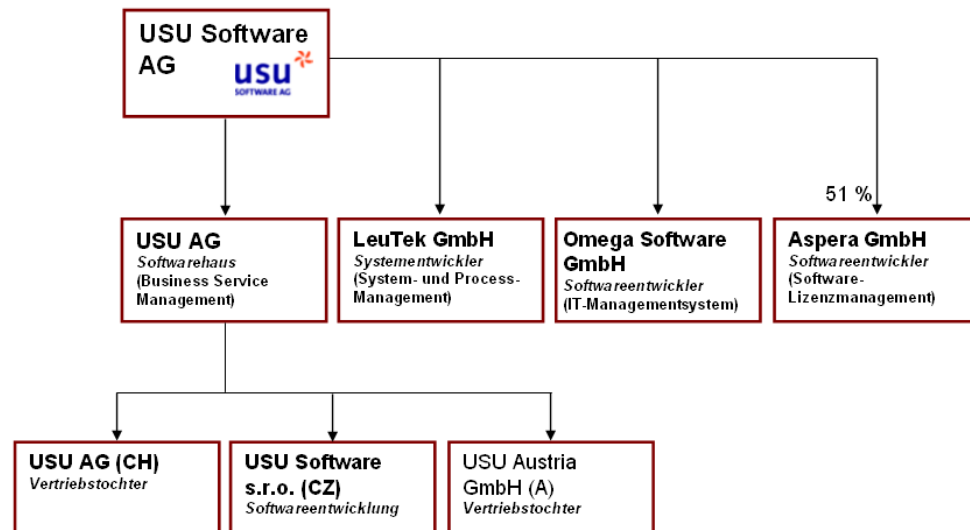 USU Software
AG
usu
SOFTWARE AG
51 %
USU AG
Softwarehaus
(Business Service
Management)
LeuTek GmbH
Systementwickler
(System- und Process-
Management)
Omega Software
GmbH
Softwareentwickler
(IT-Managementsystem)
Aspera GmbH
Softwareentwickler
(Software-
Lizenzmanagement)
USU AG (CH)
Vertriebstochter
USU Software
s.r.o. (CZ)
Softwareentwicklung
USU Austria
GmbH (A)
Vertriebstochter